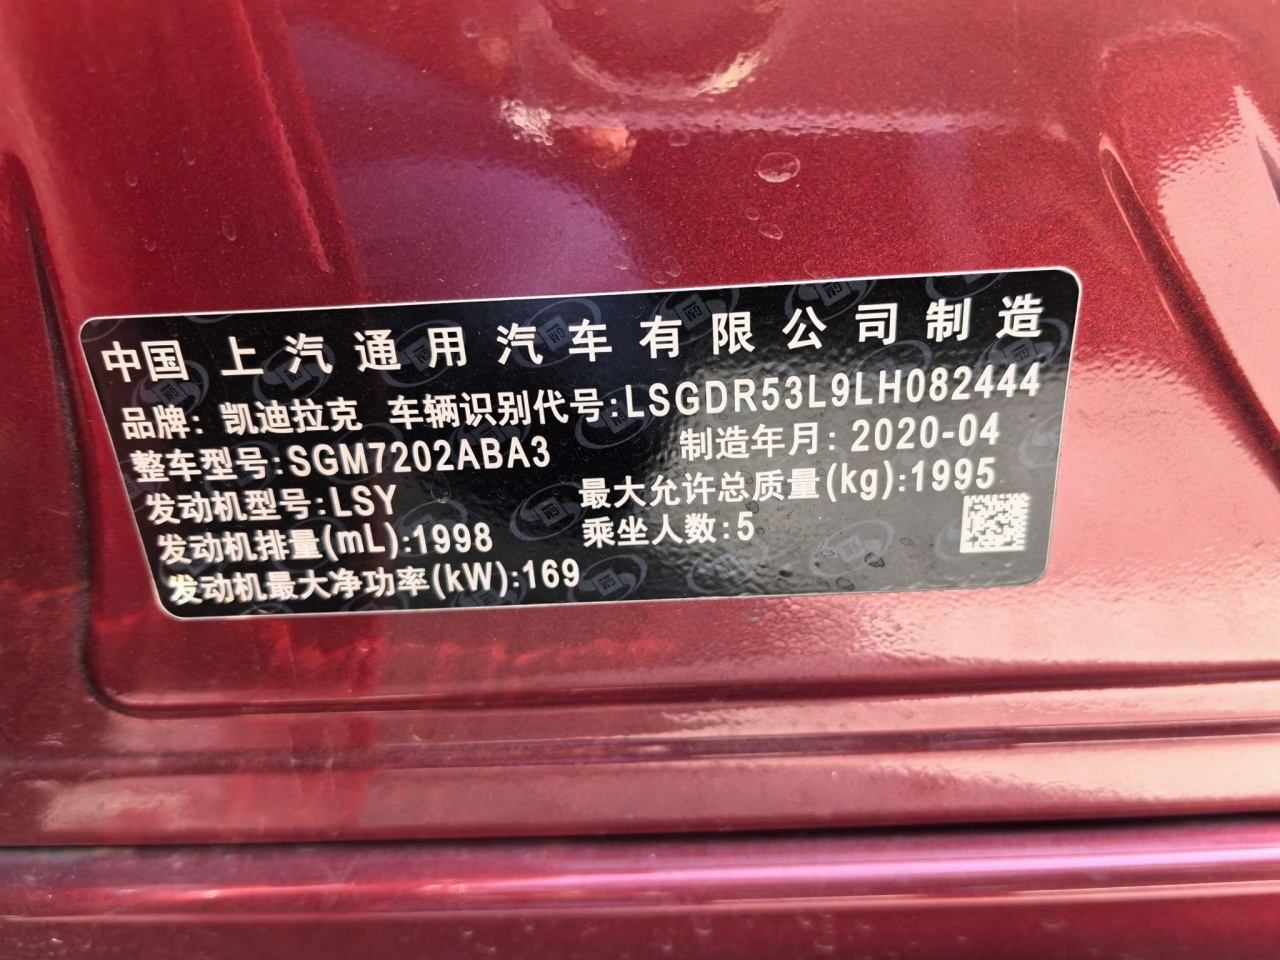 中国 上汽通用汽车有限公司制造
品牌: 凯迪拉克 车辆识别代号:LSGDR53L9LH082444
整车型号:SGM7202ABA3 制造年月: 2020-04
发动机型号:LSY 最大允许总质量(kg):1995
发动机排量(mL):1998 乘坐人数:5
发动机最大净功率(kW):169